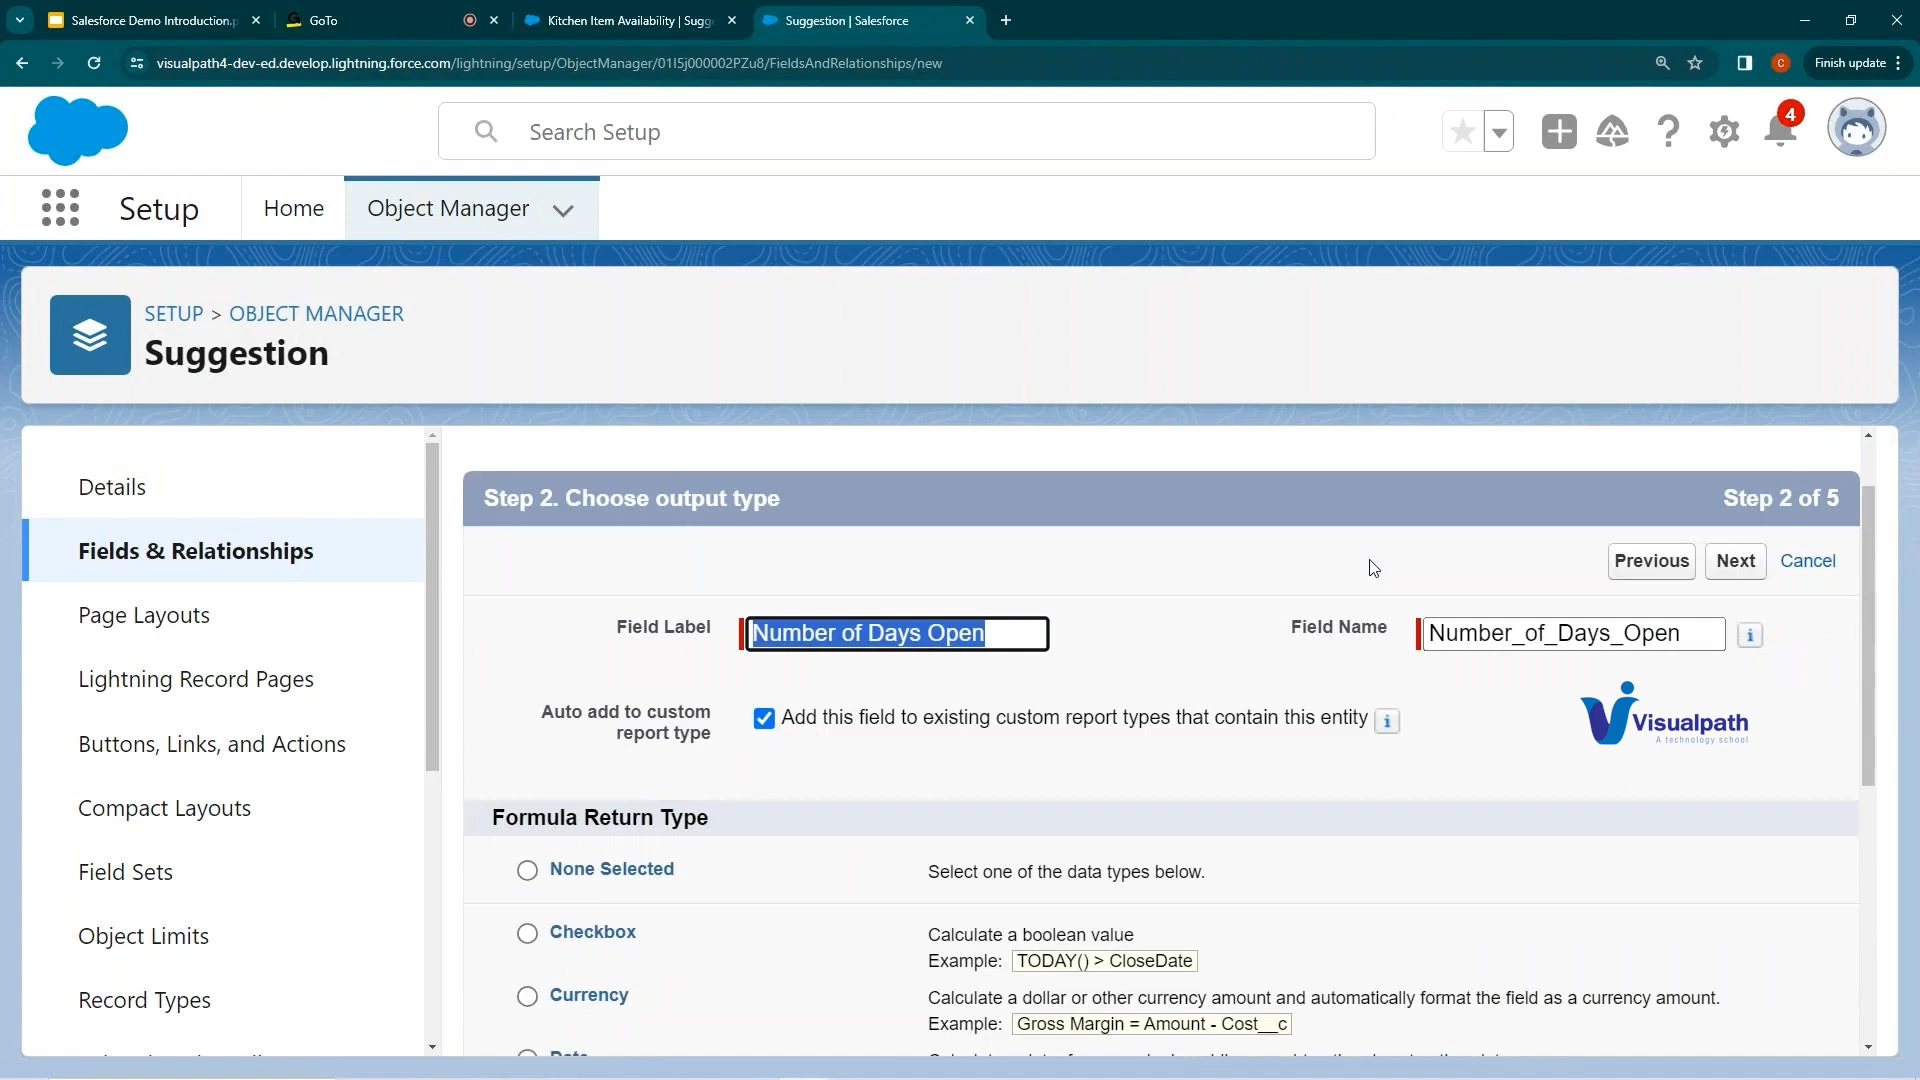 Salesforce Demo Introduction.p
GoTo
Kitchen Item Availability | Sugg
Suggestion | Salesforce
visualpath4-dev-ed.develop.lightning.force.com/lightning/setup/ObjectManager/01I5j000002PZu8/FieldsAndRelationships/new
C
Finish update
Search Setup
4
Setup
Home
Object Manager
SETUP > OBJECT MANAGER
Suggestion
Details
Fields & Relationships
Page Layouts
Lightning Record Pages
Buttons, Links, and Actions
Compact Layouts
Field Sets
Object Limits
Record Types
Step 2. Choose output type
Step 2 of 5
Previous
Next
Cancel
Field Label
Number of Days Open
Field Name
Number_of_Days_Open
i
Auto add to custom
report type
Add this field to existing custom report types that contain this entity
i
Visualpath
A technology school
Formula Return Type
None Selected
Select one of the data types below.
Checkbox
Calculate a boolean value
Example: TODAY() > CloseDate
Currency
Calculate a dollar or other currency amount and automatically format the field as a currency amount.
Example: Gross Margin = Amount - Cost__c
Date